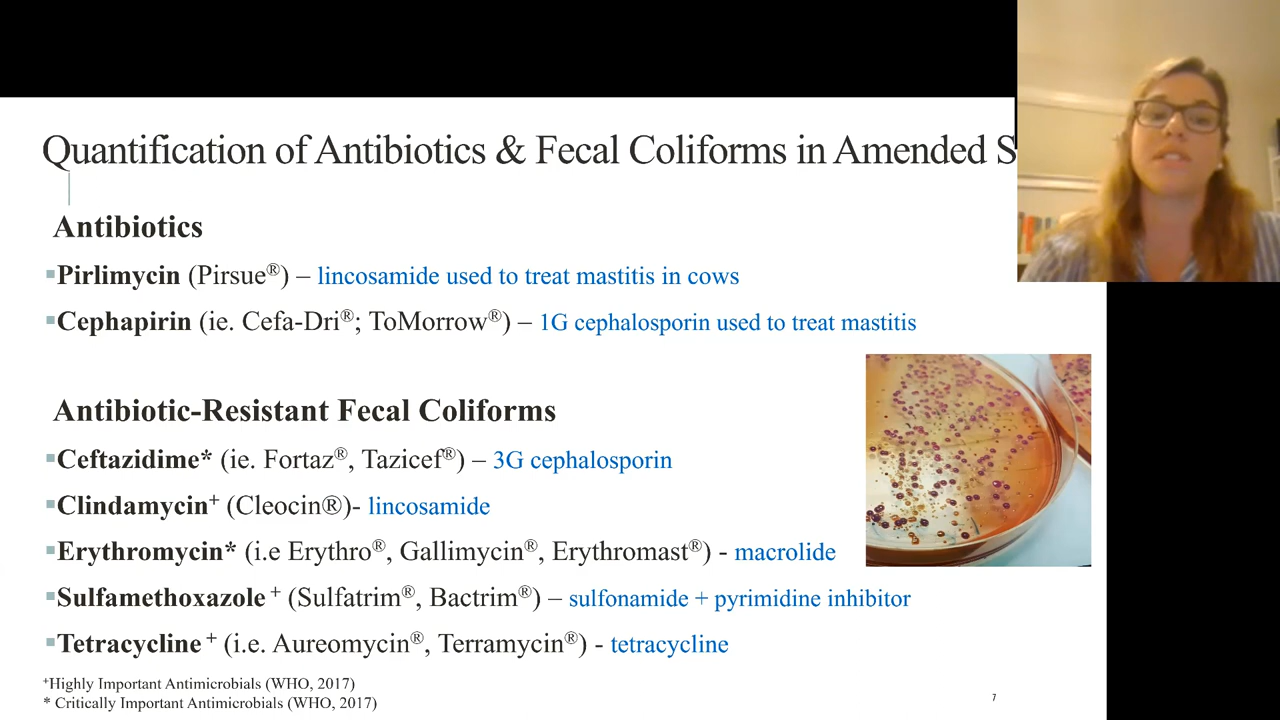 Quantification of Antibiotics & Fecal Coliforms in Amended S
Antibiotics
▪Pirlimycin (Pirsue®) – lincosamide used to treat mastitis in cows
▪Cephapirin (ie. Cefa-Dri®; ToMorrow®) – 1G cephalosporin used to treat mastitis
Antibiotic-Resistant Fecal Coliforms
▪Ceftazidime* (ie. Fortaz®, Tazicef®) – 3G cephalosporin
▪Clindamycin⁺ (Cleocin®)- lincosamide
▪Erythromycin* (i.e Erythro®, Gallimycin®, Erythromast®) - macrolide
▪Sulfamethoxazole ⁺ (Sulfatrim®, Bactrim®) – sulfonamide + pyrimidine inhibitor
▪Tetracycline ⁺ (i.e. Aureomycin®, Terramycin®) - tetracycline
⁺Highly Important Antimicrobials (WHO, 2017)
* Critically Important Antimicrobials (WHO, 2017)
7